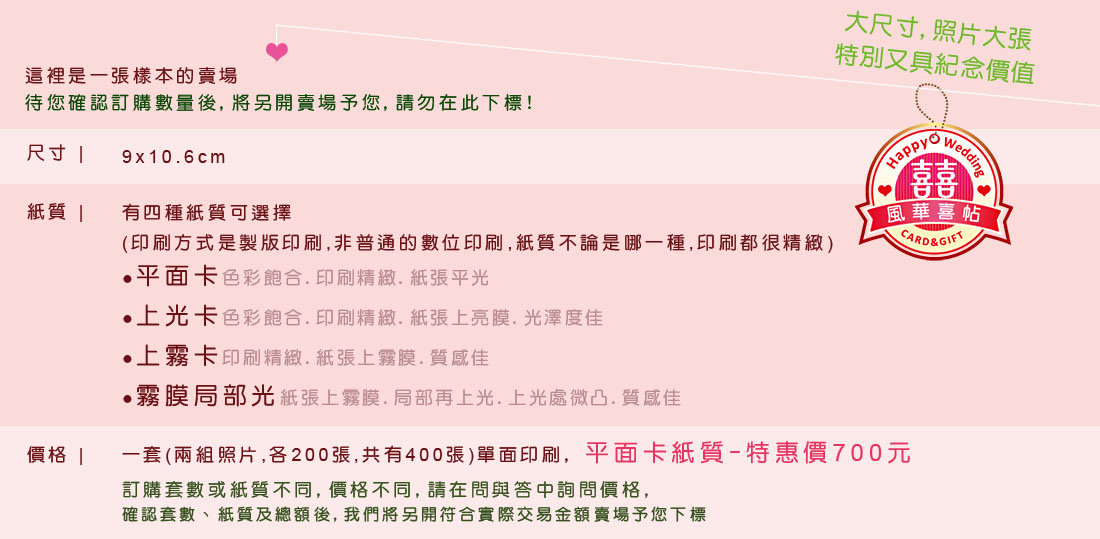 大尺寸, 照片大張
特別又具紀念價值
這裡是一張樣本的賣場
待您確認訂購數量後, 將另開賣場予您, 請勿在此下標!
Happy Wedding
囍
風華喜帖
CARD&GIFT
尺寸 | 9x10.6cm
紙質 | 有四種紙質可選擇
(印刷方式是製版印刷,非普通的數位印刷,紙質不論是哪一種,印刷都很精緻)
●平面卡 色彩飽合. 印刷精緻. 紙張平光
●上光卡 色彩飽合. 印刷精緻. 紙張上亮膜. 光澤度佳
●上霧卡 印刷精緻. 紙張上霧膜. 質感佳
●霧膜局部光 紙張上霧膜. 局部再上光. 上光處微凸. 質感佳
價格 | 一套(兩組照片,各200張,共有400張)單面印刷, 平面卡紙質-特惠價700元
訂購套數或紙質不同, 價格不同, 請在問與答中詢問價格,
確認套數、紙質及總額後, 我們將另開符合實際交易金額賣場予您下標